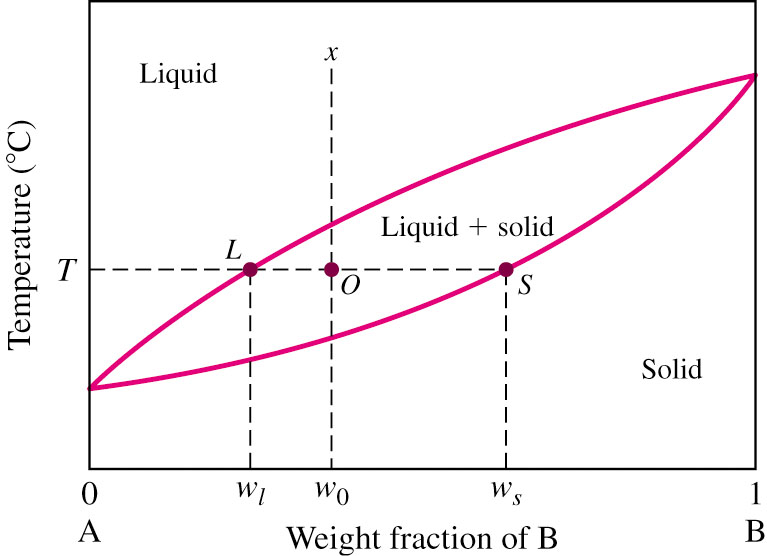 x
Liquid
Liquid + solid
L
T
O
S
Solid
Temperature (°C)
0
w_l
w_0
w_s
1
A
B
Weight fraction of B